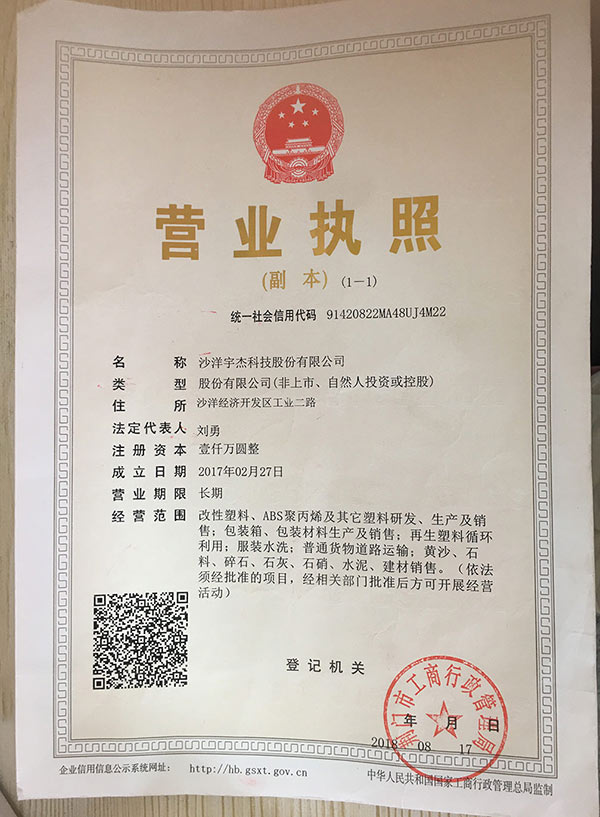 营业执照
(副 本) (1-1)
统一社会信用代码 91420822MA48UJ4M22
名称 沙洋宇杰科技股份有限公司
类型 股份有限公司(非上市、自然人投资或控股)
住所 沙洋经济开发区工业二路
法定代表人 刘勇
注册资本 壹仟万圆整
成立日期 2017年02月27日
营业期限 长期
经营范围 改性塑料、ABS聚丙烯及其它塑料研发、生产及销
售；包装箱、包装材料生产及销售；再生塑料循环
利用；服装水洗；普通货物道路运输；黄沙、石
料、碎石、石灰、石硝、水泥、建材销售。（依法
须经批准的项目，经相关部门批准后方可开展经营
活动）
登记机关
荆门市工商行政管理局
年 月 日
2018 08 17
企业信用信息公示系统网址： http://hb.gsxt.gov.cn
中华人民共和国国家工商行政管理总局监制